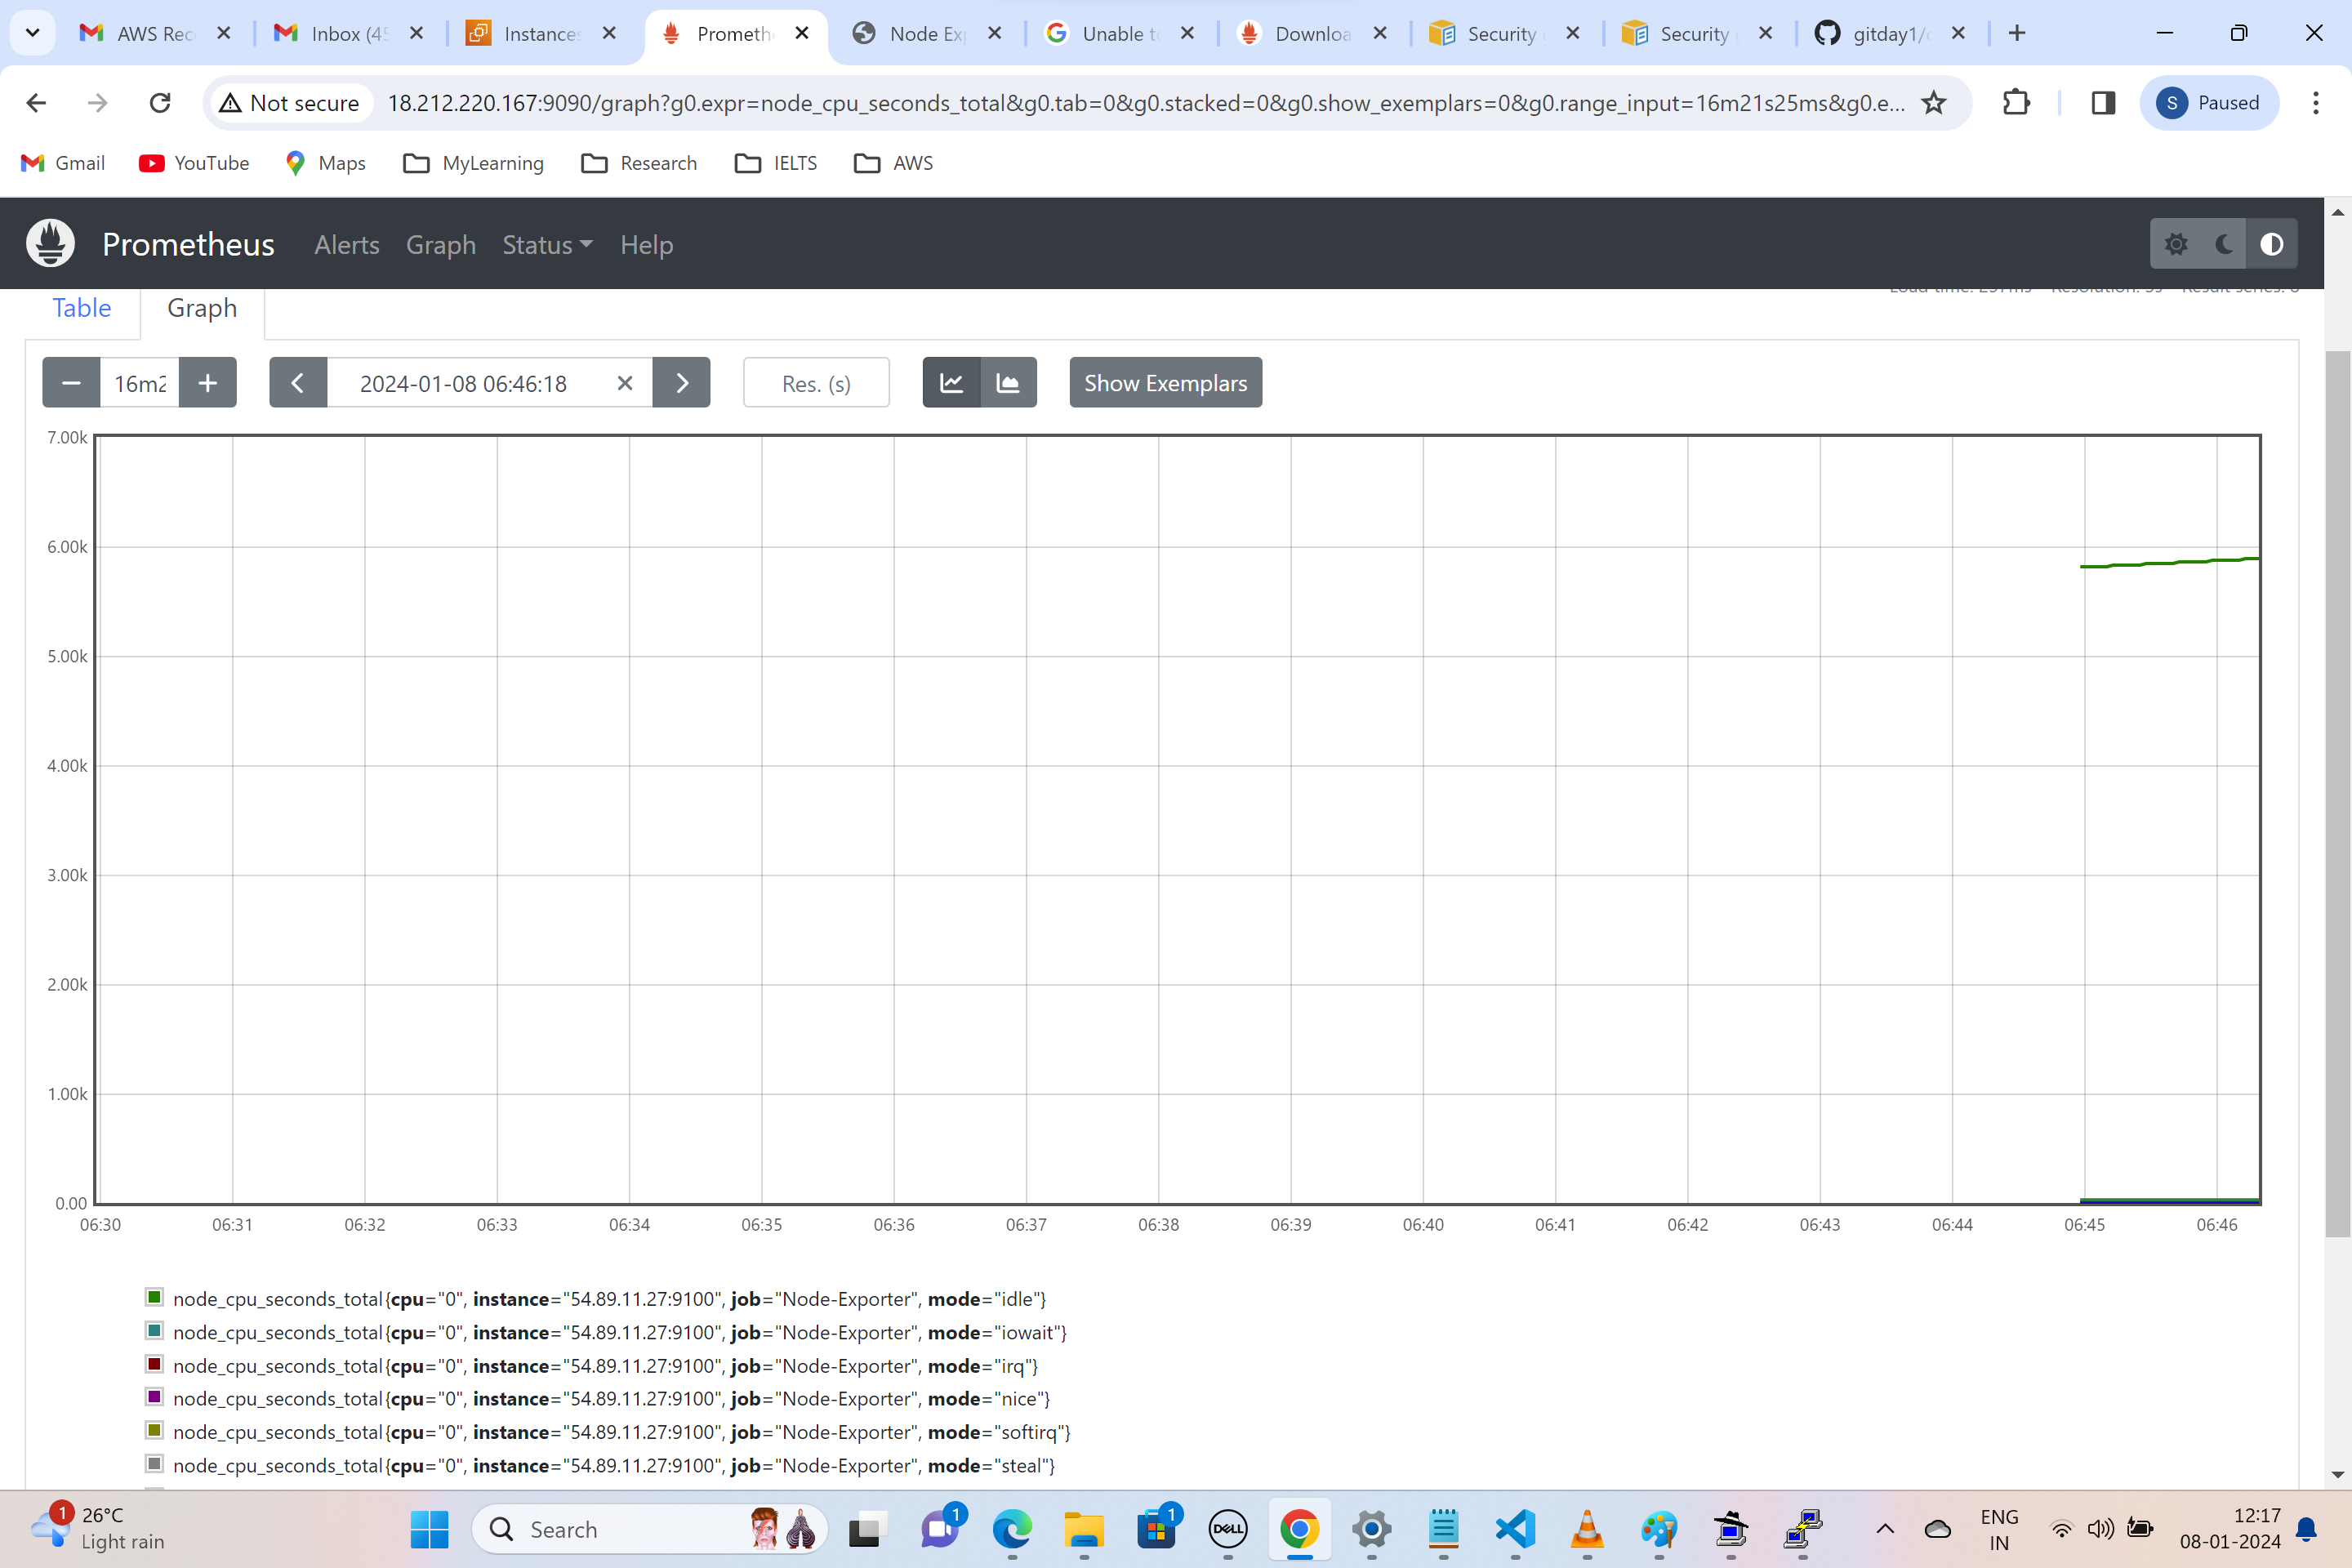 AWS Rec
Inbox (45
Instances
Prometh
Node Ex
Unable t
Downloa
Security
Security
gitday1/
Not secure
18.212.220.167:9090/graph?g0.expr=node_cpu_seconds_total&g0.tab=0&g0.stacked=0&g0.show_exemplars=0&g0.range_input=16m21s25ms&g0.e...
S Paused
Gmail YouTube Maps MyLearning Research IELTS AWS
Prometheus Alerts Graph Status Help
Table Graph
16m2
2024-01-08 06:46:18
Res. (s)
Show Exemplars
7.00k
6.00k
5.00k
4.00k
3.00k
2.00k
1.00k
0.00
06:30 06:31 06:32 06:33 06:34 06:35 06:36 06:37 06:38 06:39 06:40 06:41 06:42 06:43 06:44 06:45 06:46
node_cpu_seconds_total{cpu="0", instance="54.89.11.27:9100", job="Node-Exporter", mode="idle"}
node_cpu_seconds_total{cpu="0", instance="54.89.11.27:9100", job="Node-Exporter", mode="iowait"}
node_cpu_seconds_total{cpu="0", instance="54.89.11.27:9100", job="Node-Exporter", mode="irq"}
node_cpu_seconds_total{cpu="0", instance="54.89.11.27:9100", job="Node-Exporter", mode="nice"}
node_cpu_seconds_total{cpu="0", instance="54.89.11.27:9100", job="Node-Exporter", mode="softirq"}
node_cpu_seconds_total{cpu="0", instance="54.89.11.27:9100", job="Node-Exporter", mode="steal"}
1
26°C
Light rain
Search
1
1
DELL
ENG
IN
12:17
08-01-2024